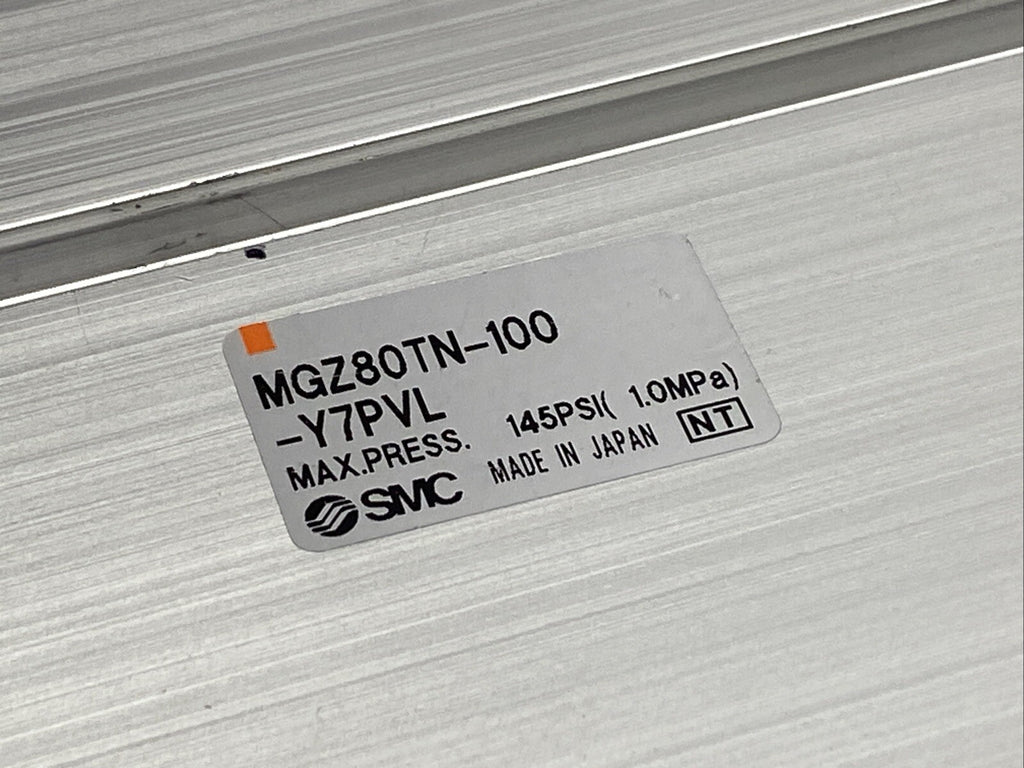 MGZ80TN-100
-Y7PVL
MAX.PRESS. 145PSI( 1.0MPa)
SMC MADE IN JAPAN NT